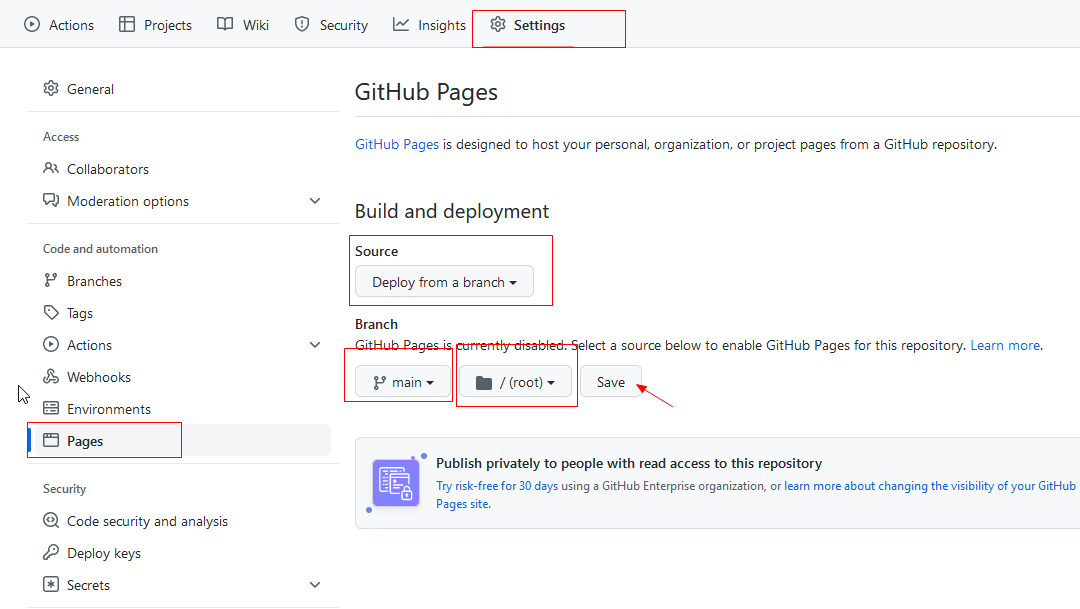 Actions Projects Wiki Security Insights Settings
General
Access
Collaborators
Moderation options
Code and automation
Branches
Tags
Actions
Webhooks
Environments
Pages
Security
Code security and analysis
Deploy keys
Secrets
GitHub Pages
GitHub Pages is designed to host your personal, organization, or project pages from a GitHub repository.
Build and deployment
Source
Deploy from a branch
Branch
GitHub Pages is currently disabled. Select a source below to enable GitHub Pages for this repository. Learn more.
main / (root) Save
Publish privately to people with read access to this repository
Try risk-free for 30 days using a GitHub Enterprise organization, or learn more about changing the visibility of your GitHub
Pages site.